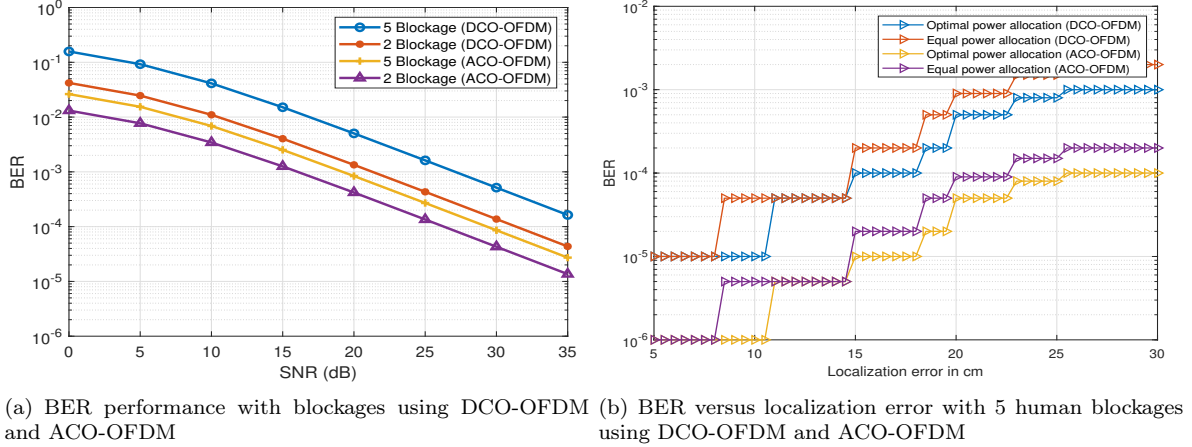 10^0
10^-1
10^-2
10^-3
10^-4
10^-5
10^-6
BER
0 5 10 15 20 25 30 35
SNR (dB)
5 Blockage (DCO-OFDM)
2 Blockage (DCO-OFDM)
5 Blockage (ACO-OFDM)
2 Blockage (ACO-OFDM)
(a) BER performance with blockages using DCO-OFDM
and ACO-OFDM
10^-2
10^-3
10^-4
10^-5
10^-6
BER
5 10 15 20 25 30
Localization error in cm
Optimal power allocation (DCO-OFDM)
Equal power allocation (DCO-OFDM)
Optimal power allocation (ACO-OFDM)
Equal power allocation (ACO-OFDM)
(b) BER versus localization error with 5 human blockages
using DCO-OFDM and ACO-OFDM